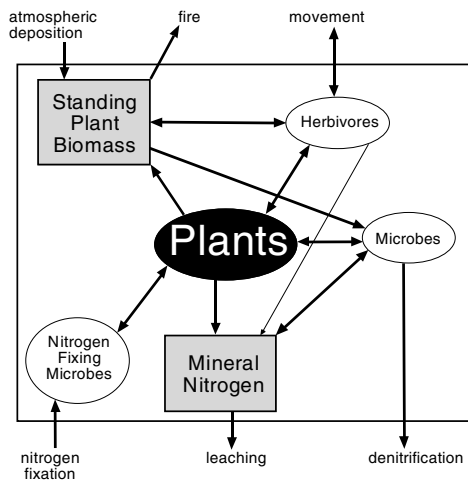 atmospheric
deposition
fire
movement
Standing
Plant
Biomass
Herbivores
Plants
Microbes
Nitrogen
Fixing
Microbes
Mineral
Nitrogen
nitrogen
fixation
leaching
denitrification